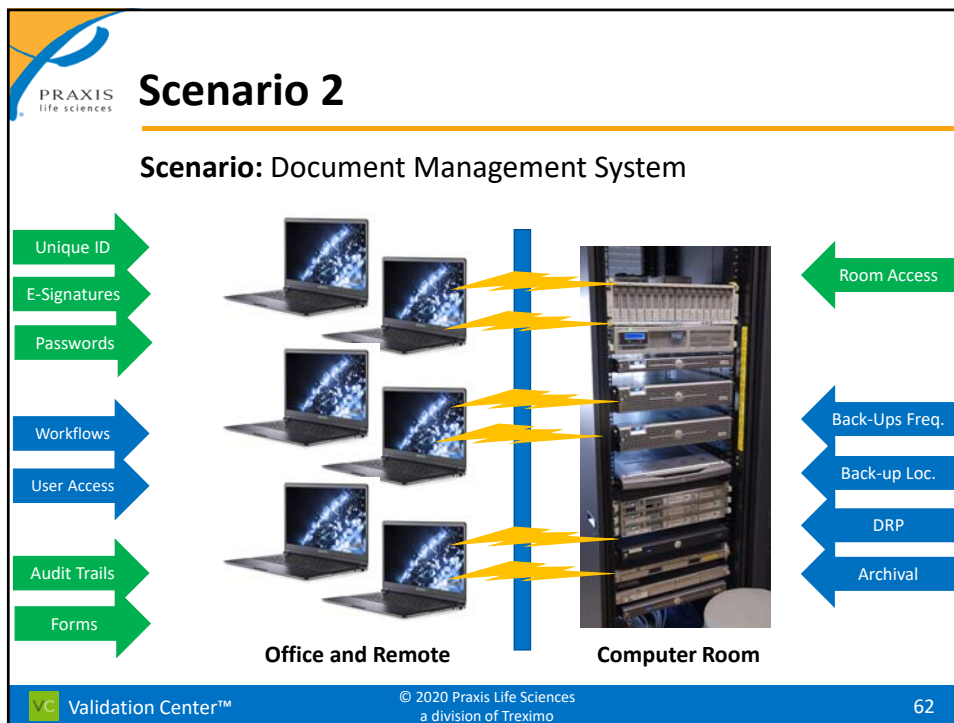 PRAXIS
life sciences
Scenario 2
Scenario: Document Management System
Unique ID
E-Signatures
Passwords
Workflows
User Access
Audit Trails
Forms
Room Access
Back-Ups Freq.
Back-up Loc.
DRP
Archival
Office and Remote
Computer Room
VC Validation Center™
© 2020 Praxis Life Sciences
a division of Treximo
62